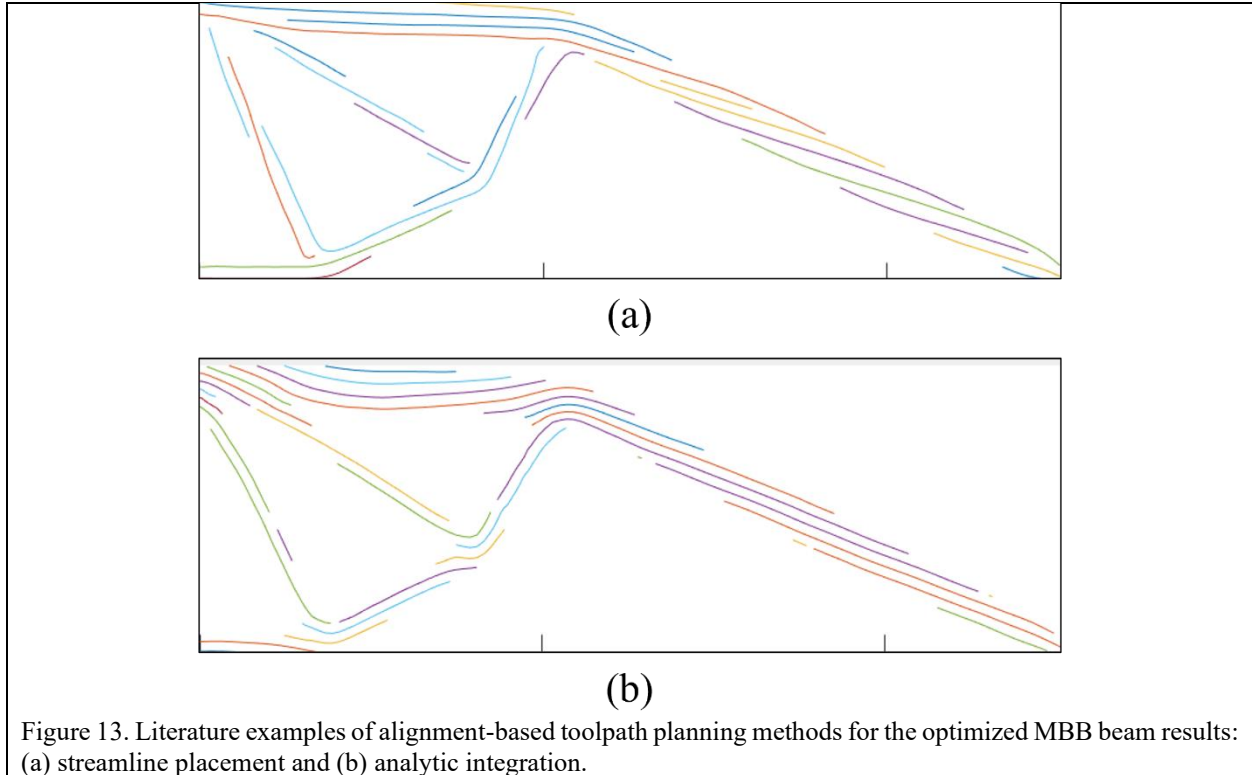 (a)
(b)
Figure 13. Literature examples of alignment-based toolpath planning methods for the optimized MBB beam results:
(a) streamline placement and (b) analytic integration.